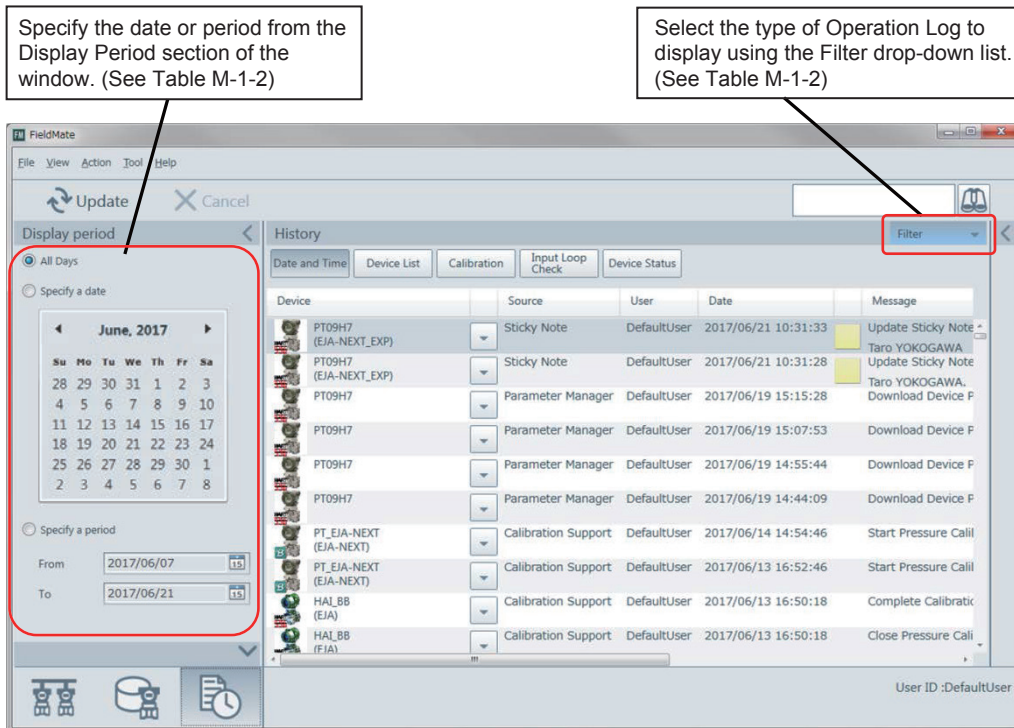 Specify the date or period from the
Display Period section of the
window. (See Table M-1-2)
Select the type of Operation Log to
display using the Filter drop-down list.
(See Table M-1-2)
FM FieldMate
File View Action Tool Help
Update Cancel
Display period
History
Filter
All Days
Date and Time Device List Calibration Input Loop Check Device Status
Specify a date
Device Source User Date Message
June, 2017
Su Mo Tu We Th Fr Sa
28 29 30 31 1 2 3
4 5 6 7 8 9 10
11 12 13 14 15 16 17
18 19 20 21 22 23 24
25 26 27 28 29 30 1
2 3 4 5 6 7 8
Specify a period
From 2017/06/07 15
To 2017/06/21 15
PT09H7 Sticky Note DefaultUser 2017/06/21 10:31:33 Update Sticky Note
(EJA-NEXT_EXP) Taro YOKOGAWA
PT09H7 Sticky Note DefaultUser 2017/06/21 10:31:28 Update Sticky Note
(EJA-NEXT_EXP) Taro YOKOGAWA.
PT09H7 Parameter Manager DefaultUser 2017/06/19 15:15:28 Download Device P
PT09H7 Parameter Manager DefaultUser 2017/06/19 15:07:53 Download Device P
PT09H7 Parameter Manager DefaultUser 2017/06/19 14:55:44 Download Device P
PT09H7 Parameter Manager DefaultUser 2017/06/19 14:44:09 Download Device P
PT_EJA-NEXT Calibration Support DefaultUser 2017/06/14 14:54:46 Start Pressure Cali
(EJA-NEXT)
PT_EJA-NEXT Calibration Support DefaultUser 2017/06/13 16:52:46 Start Pressure Cali
(EJA-NEXT)
HAI_BB Calibration Support DefaultUser 2017/06/13 16:50:18 Complete Calibratic
(EJA)
HAI_BB Calibration Support DefaultUser 2017/06/13 16:50:18 Close Pressure Cali
(EJA)
User ID :DefaultUser